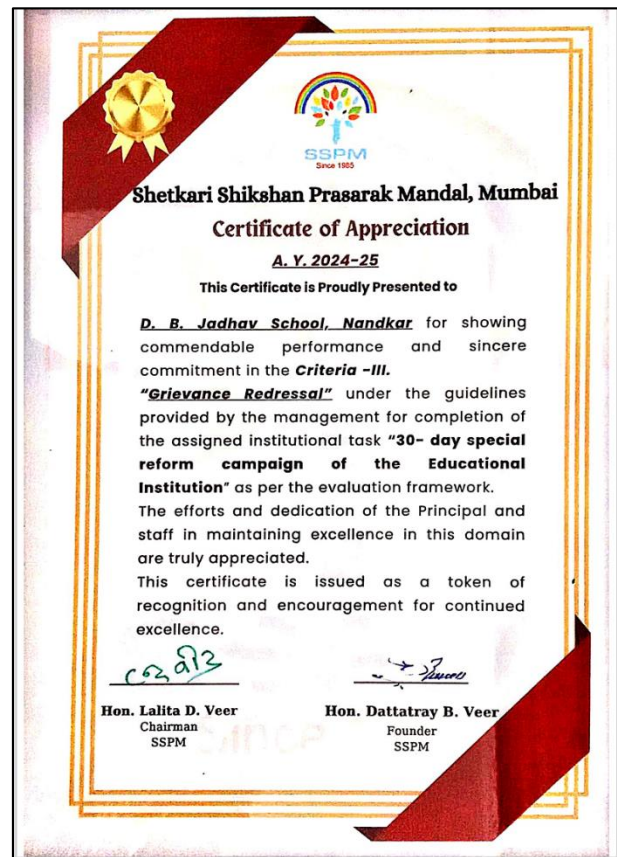 SSPM
Since 1985
Shetkari Shikshan Prasarak Mandal, Mumbai
Certificate of Appreciation
A. Y. 2024-25
This Certificate is Proudly Presented to
D. B. Jadhav School, Nandkar for showing
commendable performance and sincere
commitment in the Criteria -III.
"Grievance Redressal" under the guidelines
provided by the management for completion of
the assigned institutional task "30- day special
reform campaign of the Educational
Institution" as per the evaluation framework.
The efforts and dedication of the Principal and
staff in maintaining excellence in this domain
are truly appreciated.
This certificate is issued as a token of
recognition and encouragement for continued
excellence.
Hon. Lalita D. Veer
Chairman
SSPM
Hon. Dattatray B. Veer
Founder
SSPM